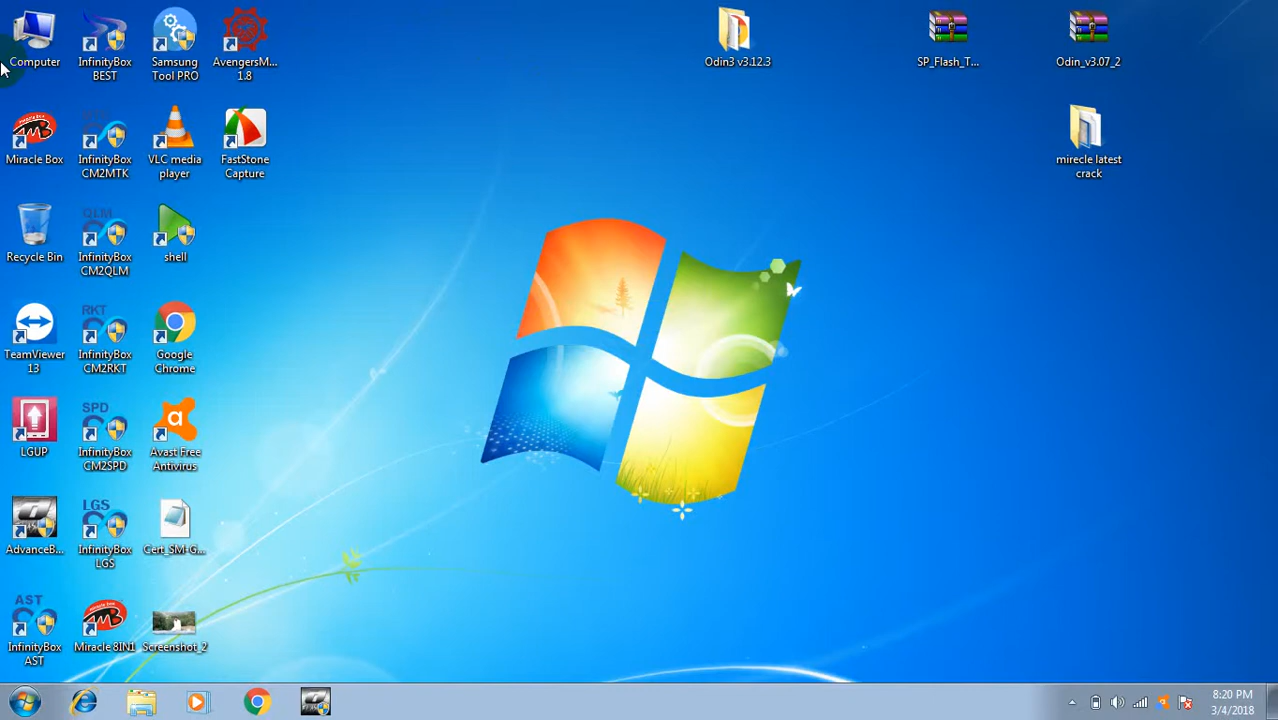 Computer
InfinityBox
BEST
Samsung
Tool PRO
AvengersM...
1.8
Odin3 v3.12.3
SP_Flash_T...
Odin_v3.07_2
Miracle Box
InfinityBox
CM2MTK
VLC media
player
FastStone
Capture
mirecle latest
crack
Recycle Bin
QLM
InfinityBox
CM2QLM
shell
TeamViewer
13
RKT
InfinityBox
CM2RKT
Google
Chrome
LGUP
SPD
InfinityBox
CM2SPD
Avast Free
Antivirus
AdvanceB...
LGS
InfinityBox
LGS
Cert_SM-G...
AST
InfinityBox
AST
Miracle 8IN1
Screenshot_2
8:20 PM
3/4/2018